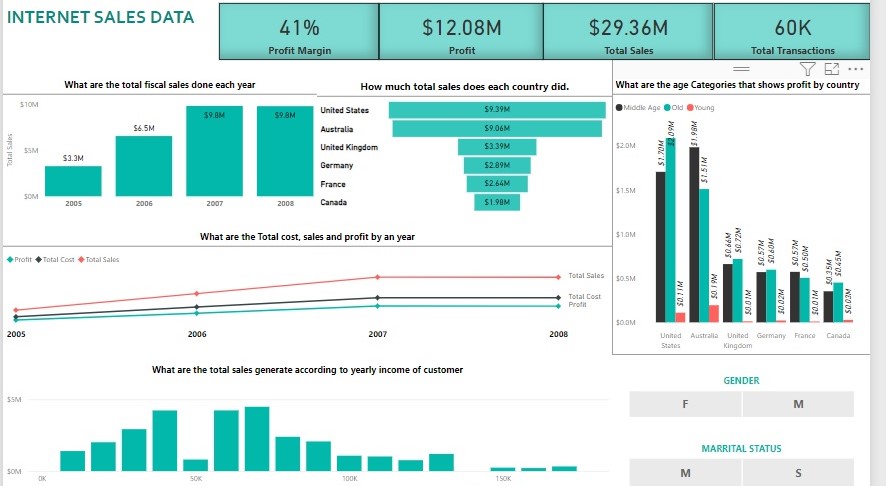 INTERNET SALES DATA
41%
Profit Margin
$12.08M
Profit
$29.36M
Total Sales
60K
Total Transactions
What are the total fiscal sales done each year
Total Sales
$10M
$5M
$0M
$3.3M
$6.5M
$9.8M
$9.8M
2005 2006 2007 2008
How much total sales does each country did.
United States $9.39M
Australia $9.06M
United Kingdom $3.39M
Germany $2.89M
France $2.64M
Canada $1.98M
What are the age Categories that shows profit by country
Middle Age Old Young
$2.0M
$1.5M
$1.0M
$0.5M
$0.0M
$1.70M $2.09M $0.11M
$1.98M $1.51M $0.19M
$0.66M $0.72M $0.01M
$0.57M $0.60M $0.02M
$0.57M $0.50M $0.01M
$0.35M $0.45M $0.03M
United States
Australia
United Kingdom
Germany
France
Canada
What are the Total cost, sales and profit by an year
Profit Total Cost Total Sales
Total Sales
Total Cost
Profit
2005 2006 2007 2008
What are the total sales generate according to yearly income of customer
$5M
$0M
0K 50K 100K 150K
GENDER
F M
MARRITAL STATUS
M S